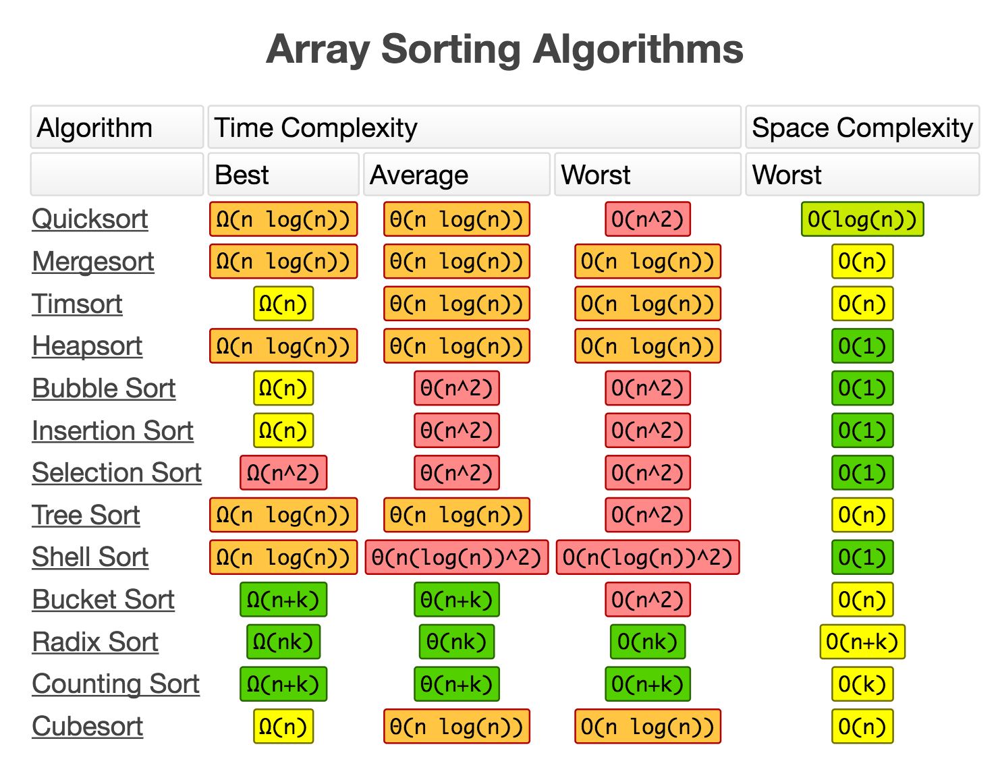 Array Sorting Algorithms
Algorithm Time Complexity Space Complexity
Best Average Worst Worst
Quicksort Ω(n log(n)) Θ(n log(n)) O(n^2) O(log(n))
Mergesort Ω(n log(n)) Θ(n log(n)) O(n log(n)) O(n)
Timsort Ω(n) Θ(n log(n)) O(n log(n)) O(n)
Heapsort Ω(n log(n)) Θ(n log(n)) O(n log(n)) O(1)
Bubble Sort Ω(n) Θ(n^2) O(n^2) O(1)
Insertion Sort Ω(n) Θ(n^2) O(n^2) O(1)
Selection Sort Ω(n^2) Θ(n^2) O(n^2) O(1)
Tree Sort Ω(n log(n)) Θ(n log(n)) O(n^2) O(n)
Shell Sort Ω(n log(n)) Θ(n(log(n))^2) O(n(log(n))^2) O(1)
Bucket Sort Ω(n+k) Θ(n+k) O(n^2) O(n)
Radix Sort Ω(nk) Θ(nk) O(nk) O(n+k)
Counting Sort Ω(n+k) Θ(n+k) O(n+k) O(k)
Cubesort Ω(n) Θ(n log(n)) O(n log(n)) O(n)